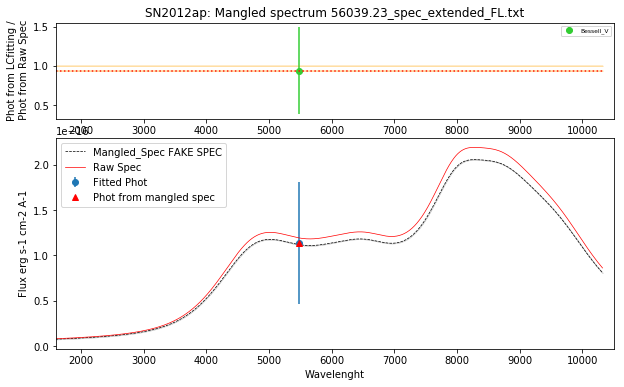 SN2012ap: Mangled spectrum 56039.23_spec_extended_FL.txt
Phot from LCfitting /
Phot from Raw Spec
1.5
1.0
0.5
Bessell_V
2000 3000 4000 5000 6000 7000 8000 9000 10000
Flux erg s-1 cm-2 A-1
2.0
1.5
1.0
0.5
0.0
Mangled_Spec FAKE SPEC
Raw Spec
Fitted Phot
Phot from mangled spec
2000 3000 4000 5000 6000 7000 8000 9000 10000
Wavelenght